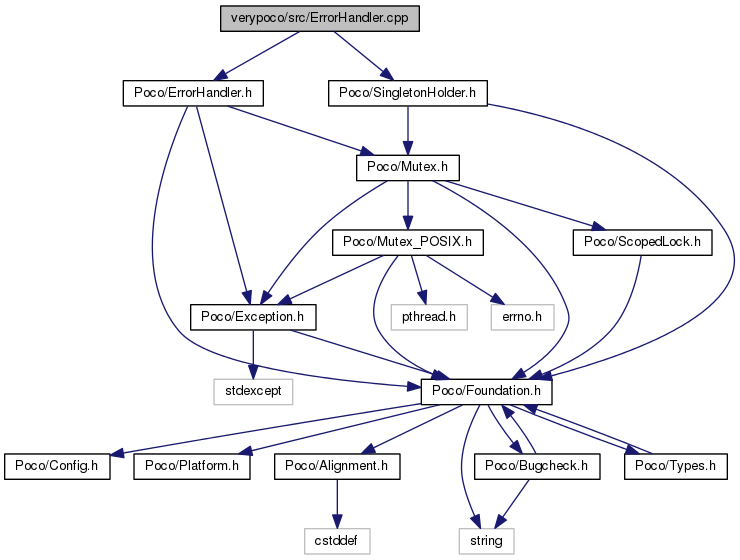 verypoco/src/ErrorHandler.cpp
Poco/ErrorHandler.h
Poco/SingletonHolder.h
Poco/Mutex.h
Poco/Mutex_POSIX.h
Poco/ScopedLock.h
Poco/Exception.h
pthread.h
errno.h
stdexcept
Poco/Foundation.h
Poco/Config.h
Poco/Platform.h
Poco/Alignment.h
Poco/Bugcheck.h
Poco/Types.h
cstddef
string